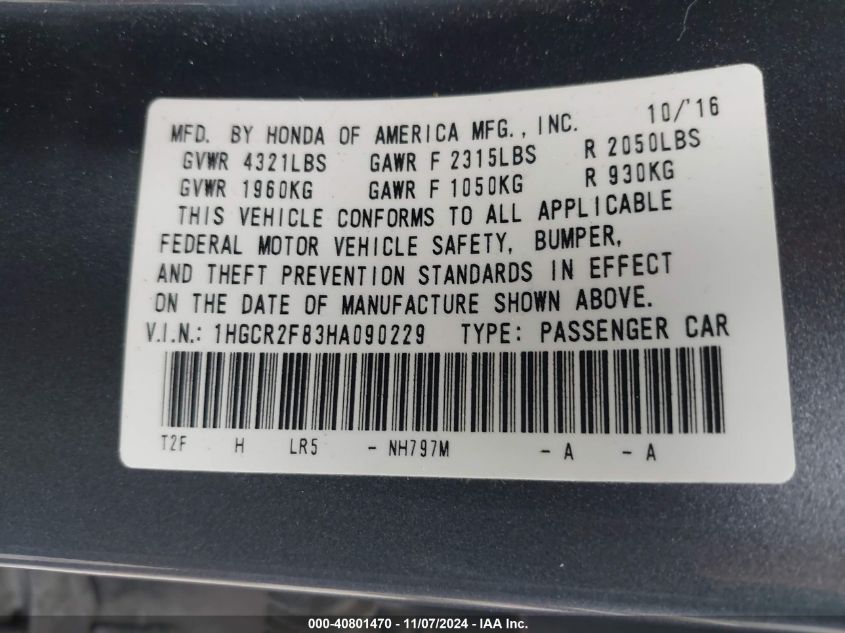 10/'16
MFD. BY HONDA OF AMERICA MFG., INC.
GVWR 4321LBS GAWR F 2315LBS R 2050LBS
GVWR 1960KG GAWR F 1050KG R 930KG
THIS VEHICLE CONFORMS TO ALL APPLICABLE
FEDERAL MOTOR VEHICLE SAFETY, BUMPER,
AND THEFT PREVENTION STANDARDS IN EFFECT
ON THE DATE OF MANUFACTURE SHOWN ABOVE.
V.I.N.: 1HGCR2F83HA090229 TYPE: PASSENGER CAR
T2F H LR5 - NH797M - A - A
000-40801470 - 11/07/2024 - IAA Inc.